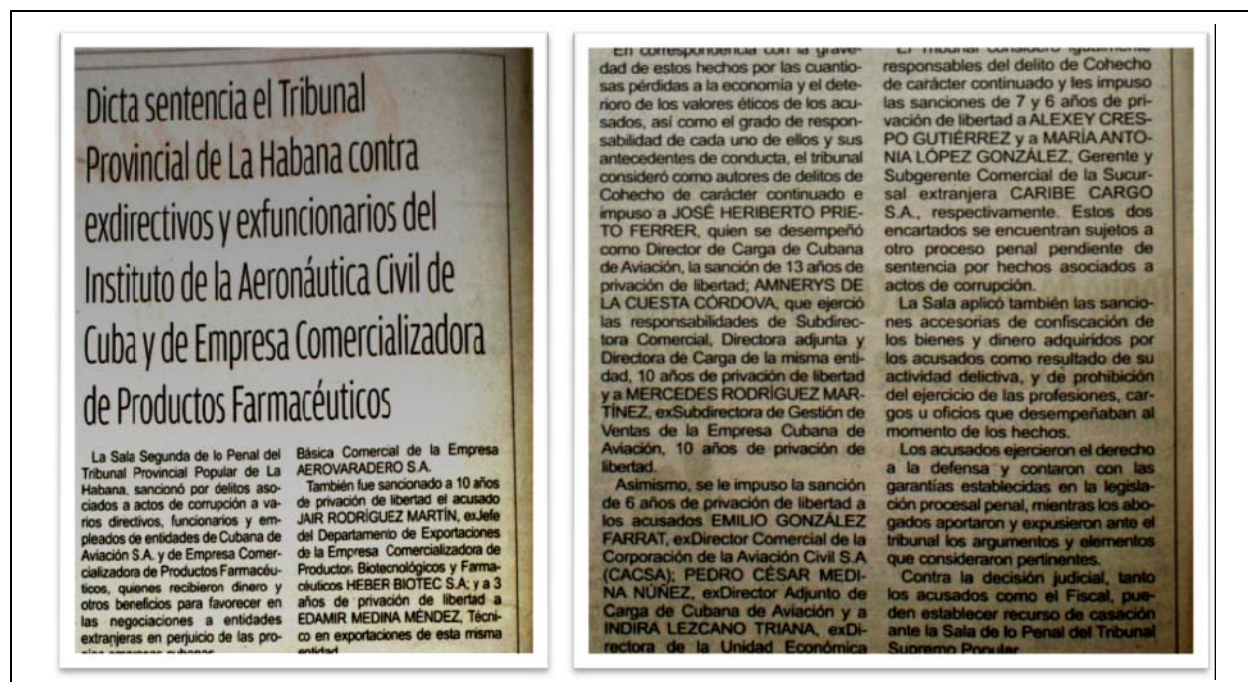 Dicta sentencia el Tribunal
Provincial de La Habana contra
exdirectivos y exfuncionarios del
Instituto de la Aeronáutica Civil de
Cuba y de Empresa Comercializadora
de Productos Farmacéuticos
La Sala Segunda de lo Penal del
Tribunal Provincial Popular de La
Habana, sancionó por delitos aso-
ciados a actos de corrupción a va-
rios directivos, funcionarios y em-
pleados de entidades de Cubana de
Aviación S.A. y de Empresa Comer-
cializadora de Productos Farmacéu-
ticos, quienes recibieron dinero y
otros beneficios para favorecer en
las negociaciones a entidades
extranjeras en perjuicio de las pro-
pias empresas cubanas.
Básica Comercial de la Empresa
AEROVARADERO S.A.
También fue sancionado a 10 años
de privación de libertad el acusado
JAIR RODRÍGUEZ MARTÍN, exJefe
del Departamento de Exportaciones
de la Empresa Comercializadora de
Productos Biotecnológicos y Farma-
céuticos HEBER BIOTEC S.A; y a 3
años de privación de libertad a
EDAMIR MEDINA MÉNDEZ, Técni-
co en exportaciones de esta misma
entidad.
En correspondencia con la grave-
dad de estos hechos por las cuantio-
sas pérdidas a la economía y el dete-
rioro de los valores éticos de los acu-
sados, así como el grado de respon-
sabilidad de cada uno de ellos y sus
antecedentes de conducta, el tribunal
consideró como autores de delitos de
Cohecho de carácter continuado e
impuso a JOSÉ HERIBERTO PRIE-
TO FERRER, quien se desempeñó
como Director de Carga de Cubana
de Aviación, la sanción de 13 años de
privación de libertad; AMNERYS DE
LA CUESTA CÓRDOVA, que ejerció
las responsabilidades de Subdirec-
tora Comercial, Directora adjunta y
Directora de Carga de la misma enti-
dad, 10 años de privación de libertad
y a MERCEDES RODRÍGUEZ MAR-
TÍNEZ, exSubdirectora de Gestión de
Ventas de la Empresa Cubana de
Aviación, 10 años de privación de
libertad.
Asimismo, se le impuso la sanción
de 6 años de privación de libertad a
los acusados EMILIO GONZÁLEZ
FARRAT, exDirector Comercial de la
Corporación de la Aviación Civil S.A
(CACSA); PEDRO CÉSAR MEDI-
NA NÚÑEZ, exDirector Adjunto de
Carga de Cubana de Aviación y a
INDIRA LEZCANO TRIANA, exDi-
rectora de la Unidad Económica
El Tribunal consideró igualmente
responsables del delito de Cohecho
de carácter continuado y les impuso
las sanciones de 7 y 6 años de pri-
vación de libertad a ALEXEY CRES-
PO GUTIÉRREZ y a MARÍA ANTO-
NIA LÓPEZ GONZÁLEZ, Gerente y
Subgerente Comercial de la Sucur-
sal extranjera CARIBE CARGO
S.A., respectivamente. Estos dos
encartados se encuentran sujetos a
otro proceso penal pendiente de
sentencia por hechos asociados a
actos de corrupción.
La Sala aplicó también las sancio-
nes accesorias de confiscación de
los bienes y dinero adquiridos por
los acusados como resultado de su
actividad delictiva, y de prohibición
del ejercicio de las profesiones, car-
gos u oficios que desempeñaban al
momento de los hechos.
Los acusados ejercieron el derecho
a la defensa y contaron con las
garantías establecidas en la legisla-
ción procesal penal, mientras los abo-
gados aportaron y expusieron ante el
tribunal los argumentos y elementos
que consideraron pertinentes.
Contra la decisión judicial, tanto
los acusados como el Fiscal, pue-
den establecer recurso de casación
ante la Sala de lo Penal del Tribunal
Supremo Popular.